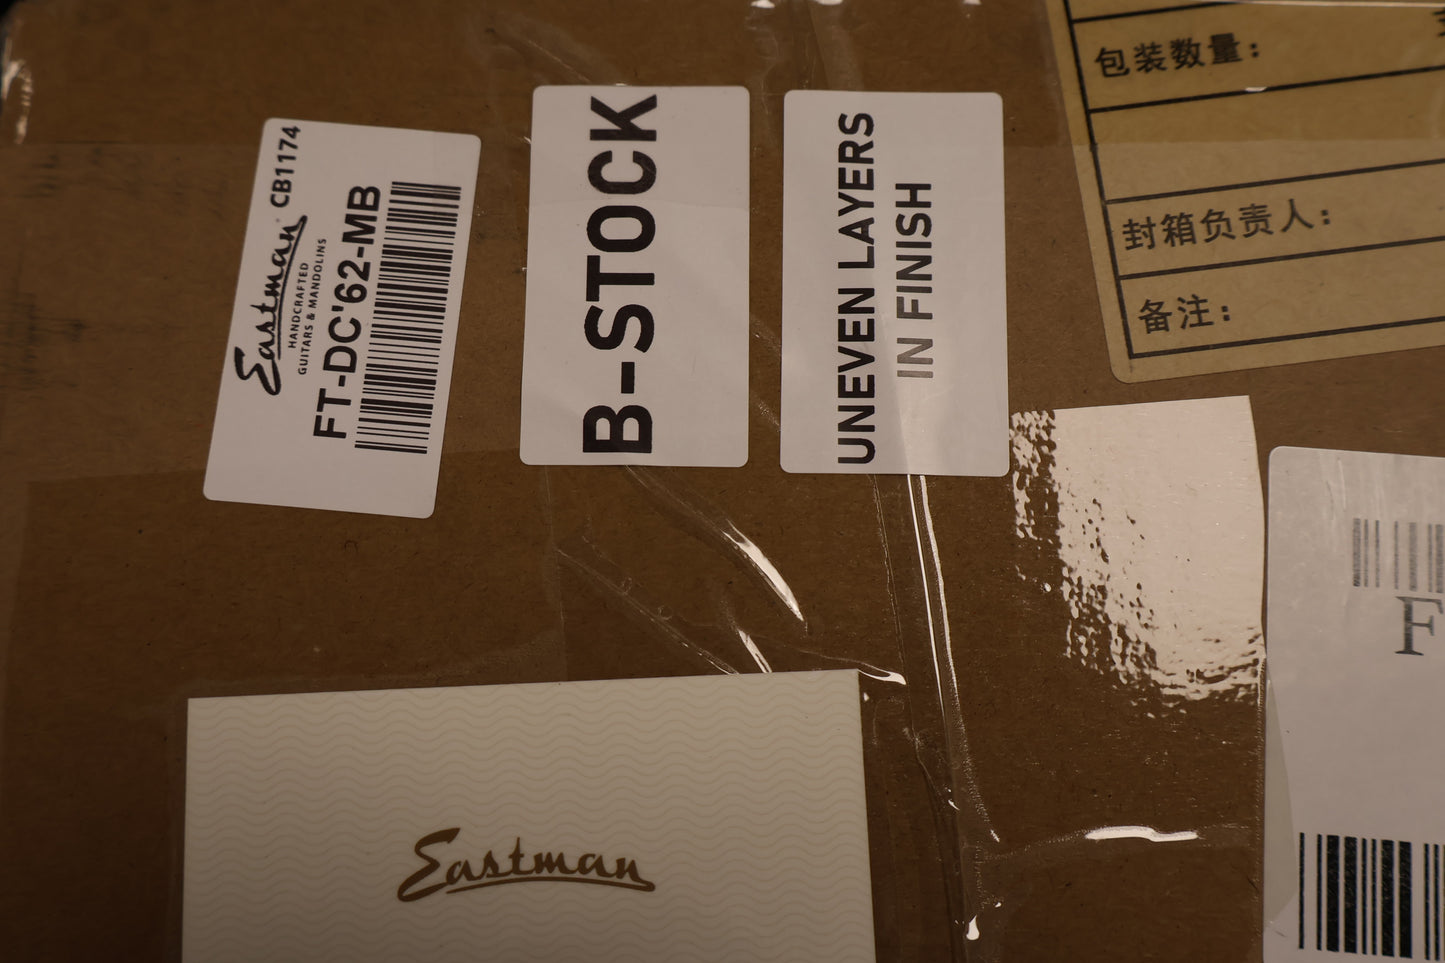 Eastman CB1174
HANDCRAFTED
GUITARS & MANDOLINS
FT-DC'62-MB
B-STOCK
UNEVEN LAYERS
IN FINISH
包装数量:
封箱负责人:
备注:
F
Eastman